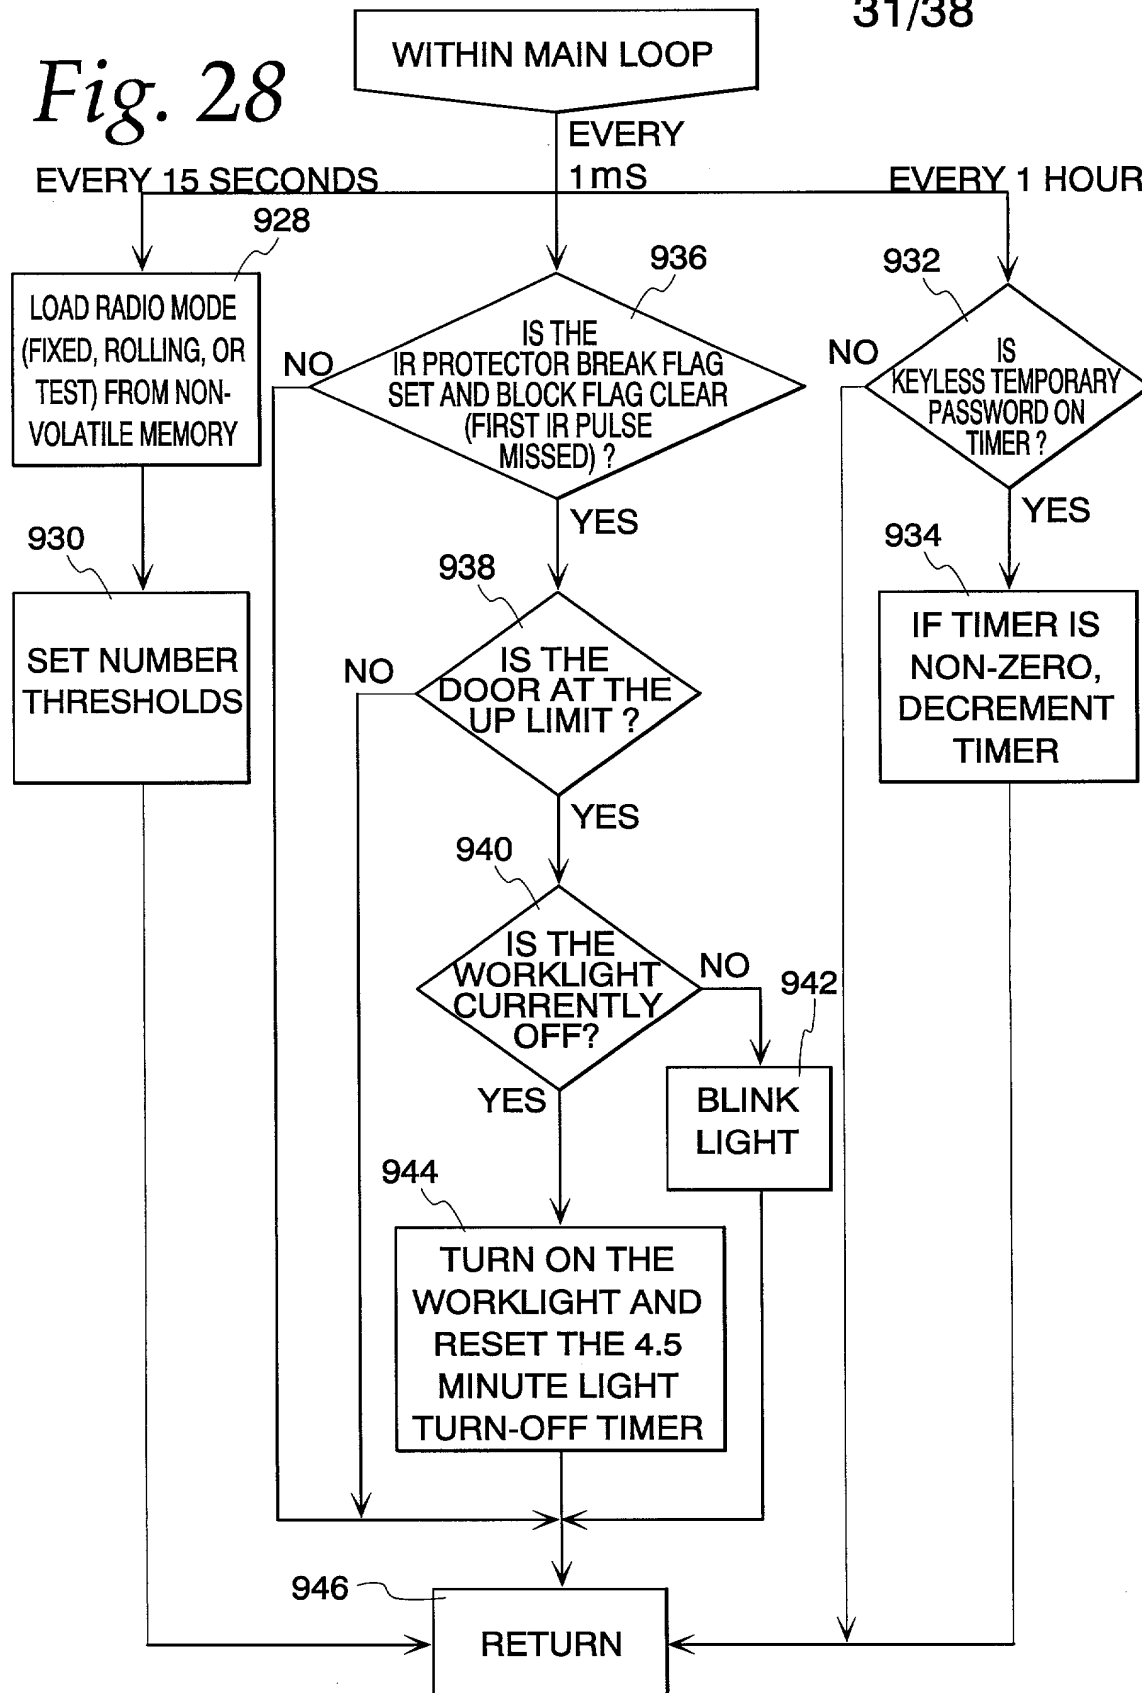 31/38
Fig. 28
WITHIN MAIN LOOP
EVERY
1mS
EVERY 15 SECONDS
EVERY 1 HOUR
928
LOAD RADIO MODE
(FIXED, ROLLING, OR
TEST) FROM NON-
VOLATILE MEMORY
930
SET NUMBER
THRESHOLDS
936
IS THE
IR PROTECTOR BREAK FLAG
SET AND BLOCK FLAG CLEAR
(FIRST IR PULSE
MISSED) ?
NO
YES
938
IS THE
DOOR AT THE
UP LIMIT ?
NO
YES
940
IS THE
WORKLIGHT
CURRENTLY
OFF?
NO
YES
942
BLINK
LIGHT
944
TURN ON THE
WORKLIGHT AND
RESET THE 4.5
MINUTE LIGHT
TURN-OFF TIMER
932
IS
KEYLESS TEMPORARY
PASSWORD ON
TIMER ?
NO
YES
934
IF TIMER IS
NON-ZERO,
DECREMENT
TIMER
946
RETURN